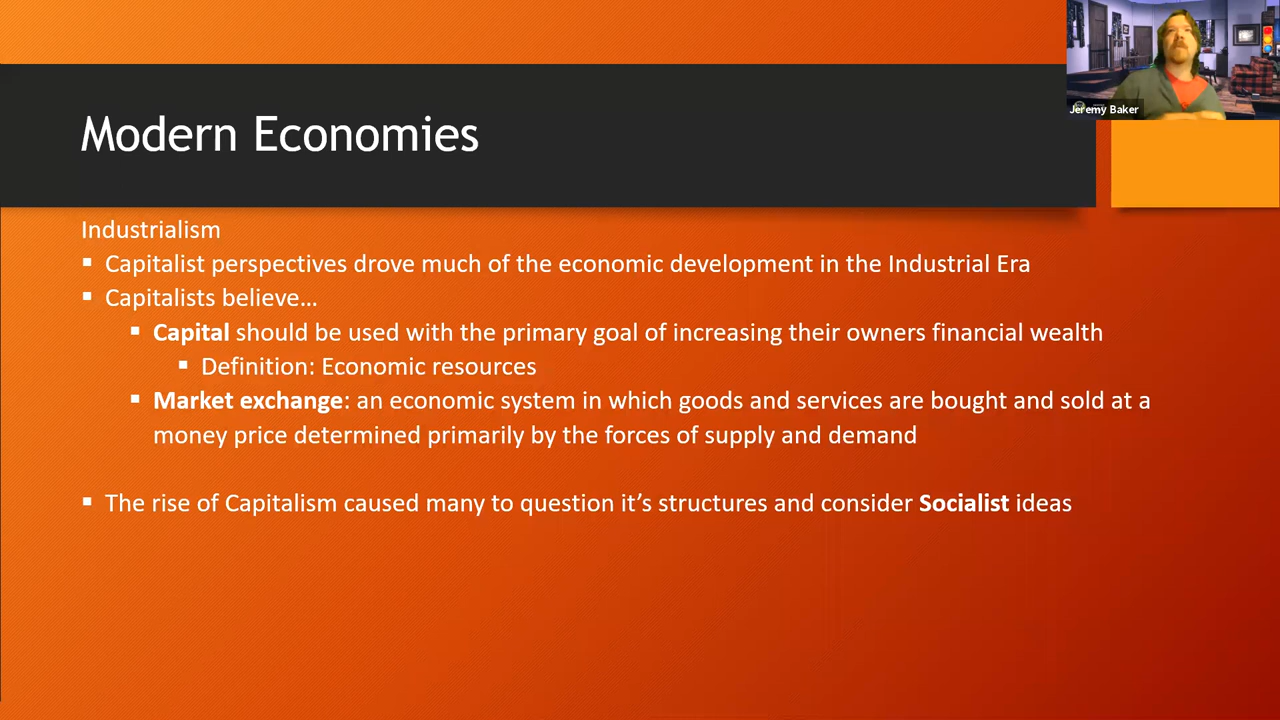 Jeremy Baker
Modern Economies
Industrialism
▪ Capitalist perspectives drove much of the economic development in the Industrial Era
▪ Capitalists believe…
▪ Capital should be used with the primary goal of increasing their owners financial wealth
▪ Definition: Economic resources
▪ Market exchange: an economic system in which goods and services are bought and sold at a
money price determined primarily by the forces of supply and demand
▪ The rise of Capitalism caused many to question it’s structures and consider Socialist ideas